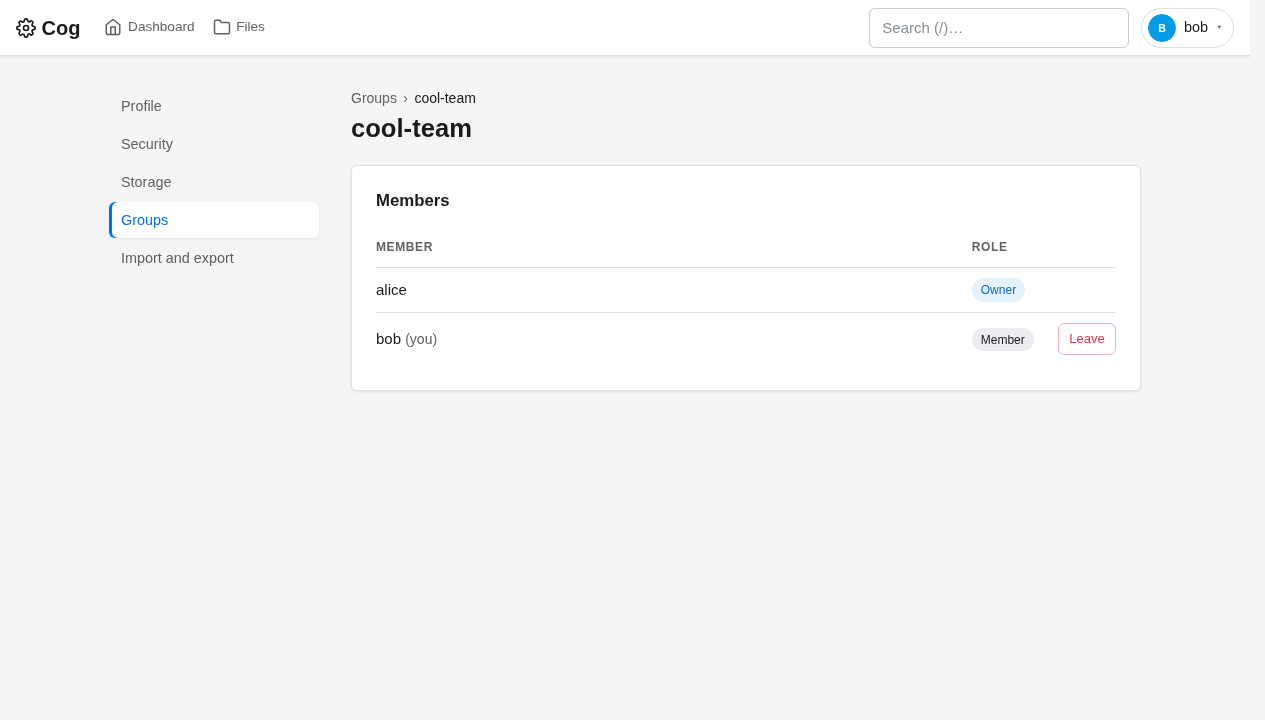 Cog
Dashboard
Files
Search (/)…
B
bob
Profile
Security
Storage
Groups
Import and export
Groups › cool-team
cool-team
Members
MEMBER ROLE
alice Owner
bob (you) Member Leave